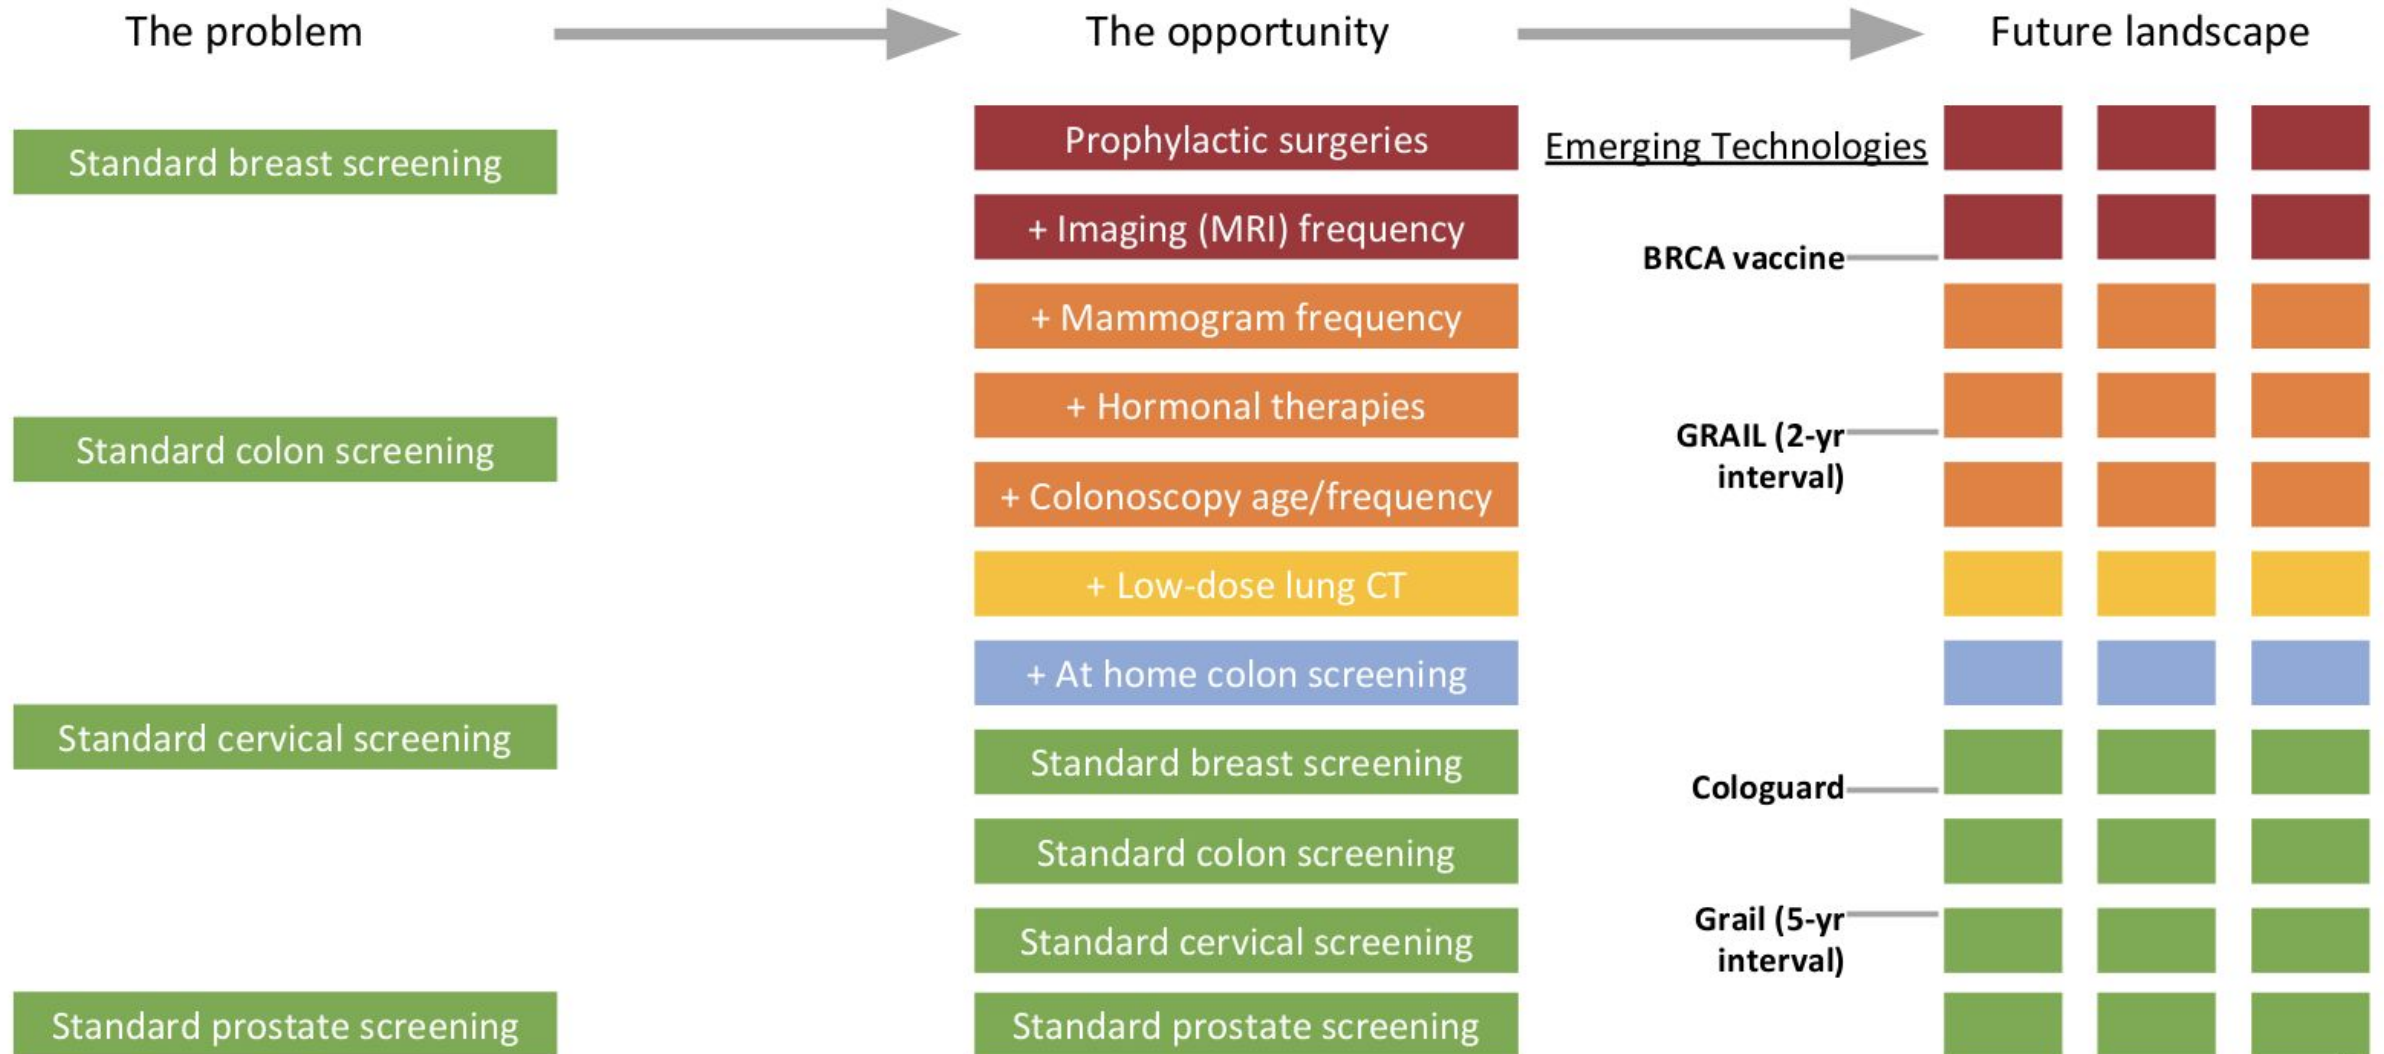 The problem
The opportunity
Future landscape
Standard breast screening
Standard colon screening
Standard cervical screening
Standard prostate screening
Prophylactic surgeries
+ Imaging (MRI) frequency
+ Mammogram frequency
+ Hormonal therapies
+ Colonoscopy age/frequency
+ Low-dose lung CT
+ At home colon screening
Standard breast screening
Standard colon screening
Standard cervical screening
Standard prostate screening
Emerging Technologies
BRCA vaccine
GRAIL (2-yr
interval)
Cologuard
Grail (5-yr
interval)